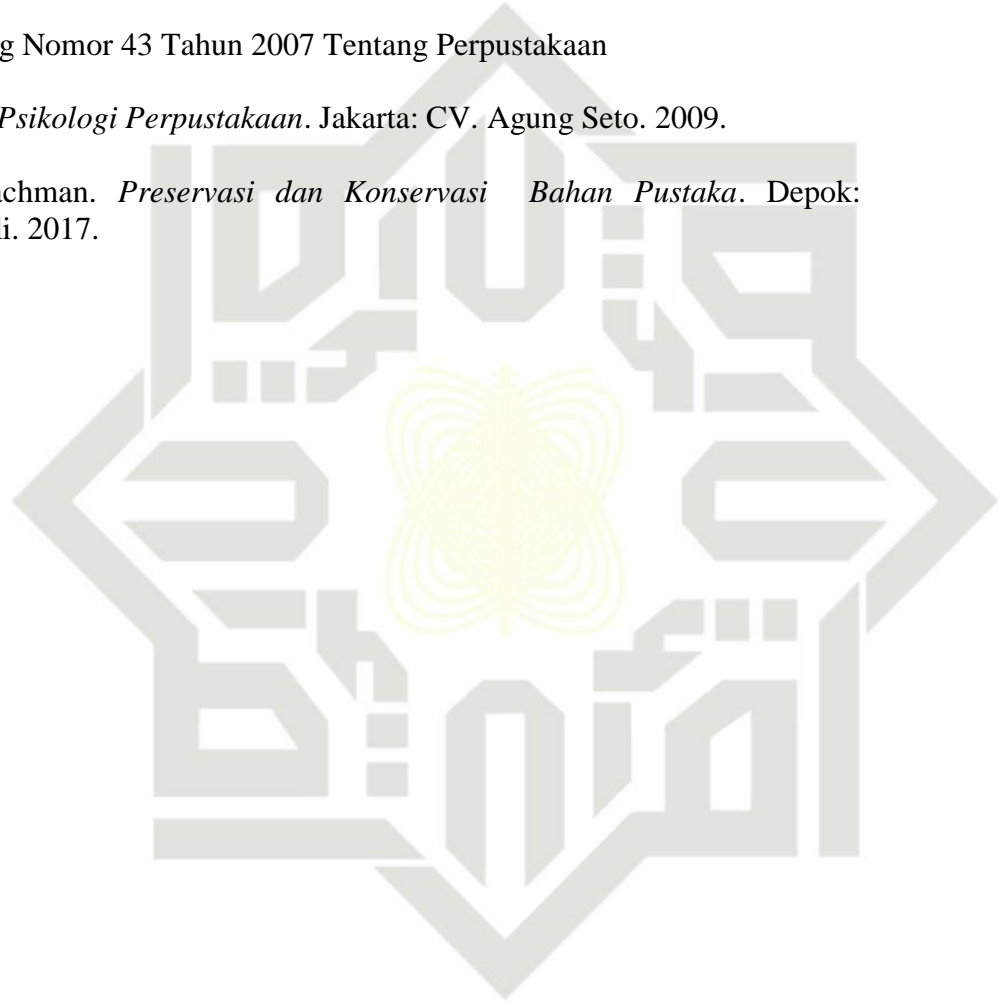 g Nomor 43 Tahun 2007 Tentang Perpustakaan
Psikologi Perpustakaan. Jakarta: CV. Agung Seto. 2009.
achman. Preservasi dan Konservasi Bahan Pustaka. Depok:
li. 2017.